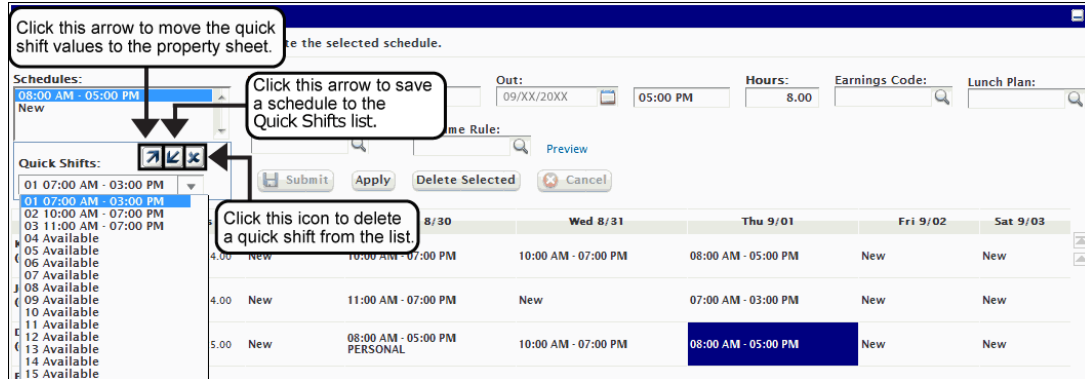 Click this arrow to move the quick
shift values to the property sheet.
te the selected schedule.
Schedules:
08:00 AM - 05:00 PM
New
Click this arrow to save
a schedule to the
Quick Shifts list.
Out:
09/XX/20XX
05:00 PM
Hours:
8.00
Earnings Code:
Lunch Plan:
me Rule:
Preview
Quick Shifts:
01 07:00 AM - 03:00 PM
Submit
Apply
Delete Selected
Cancel
01 07:00 AM - 03:00 PM
02 10:00 AM - 07:00 PM
03 11:00 AM - 07:00 PM
04 Available
05 Available
06 Available
07 Available
08 Available
09 Available
10 Available
11 Available
12 Available
13 Available
14 Available
15 Available
Click this icon to delete
a quick shift from the list.
8/30 Wed 8/31 Thu 9/01 Fri 9/02 Sat 9/03
4.00 New 10:00 AM - 07:00 PM 10:00 AM - 07:00 PM 08:00 AM - 05:00 PM New New
4.00 New 11:00 AM - 07:00 PM New 07:00 AM - 03:00 PM New New
5.00 New 08:00 AM - 05:00 PM PERSONAL 10:00 AM - 07:00 PM 08:00 AM - 05:00 PM New New